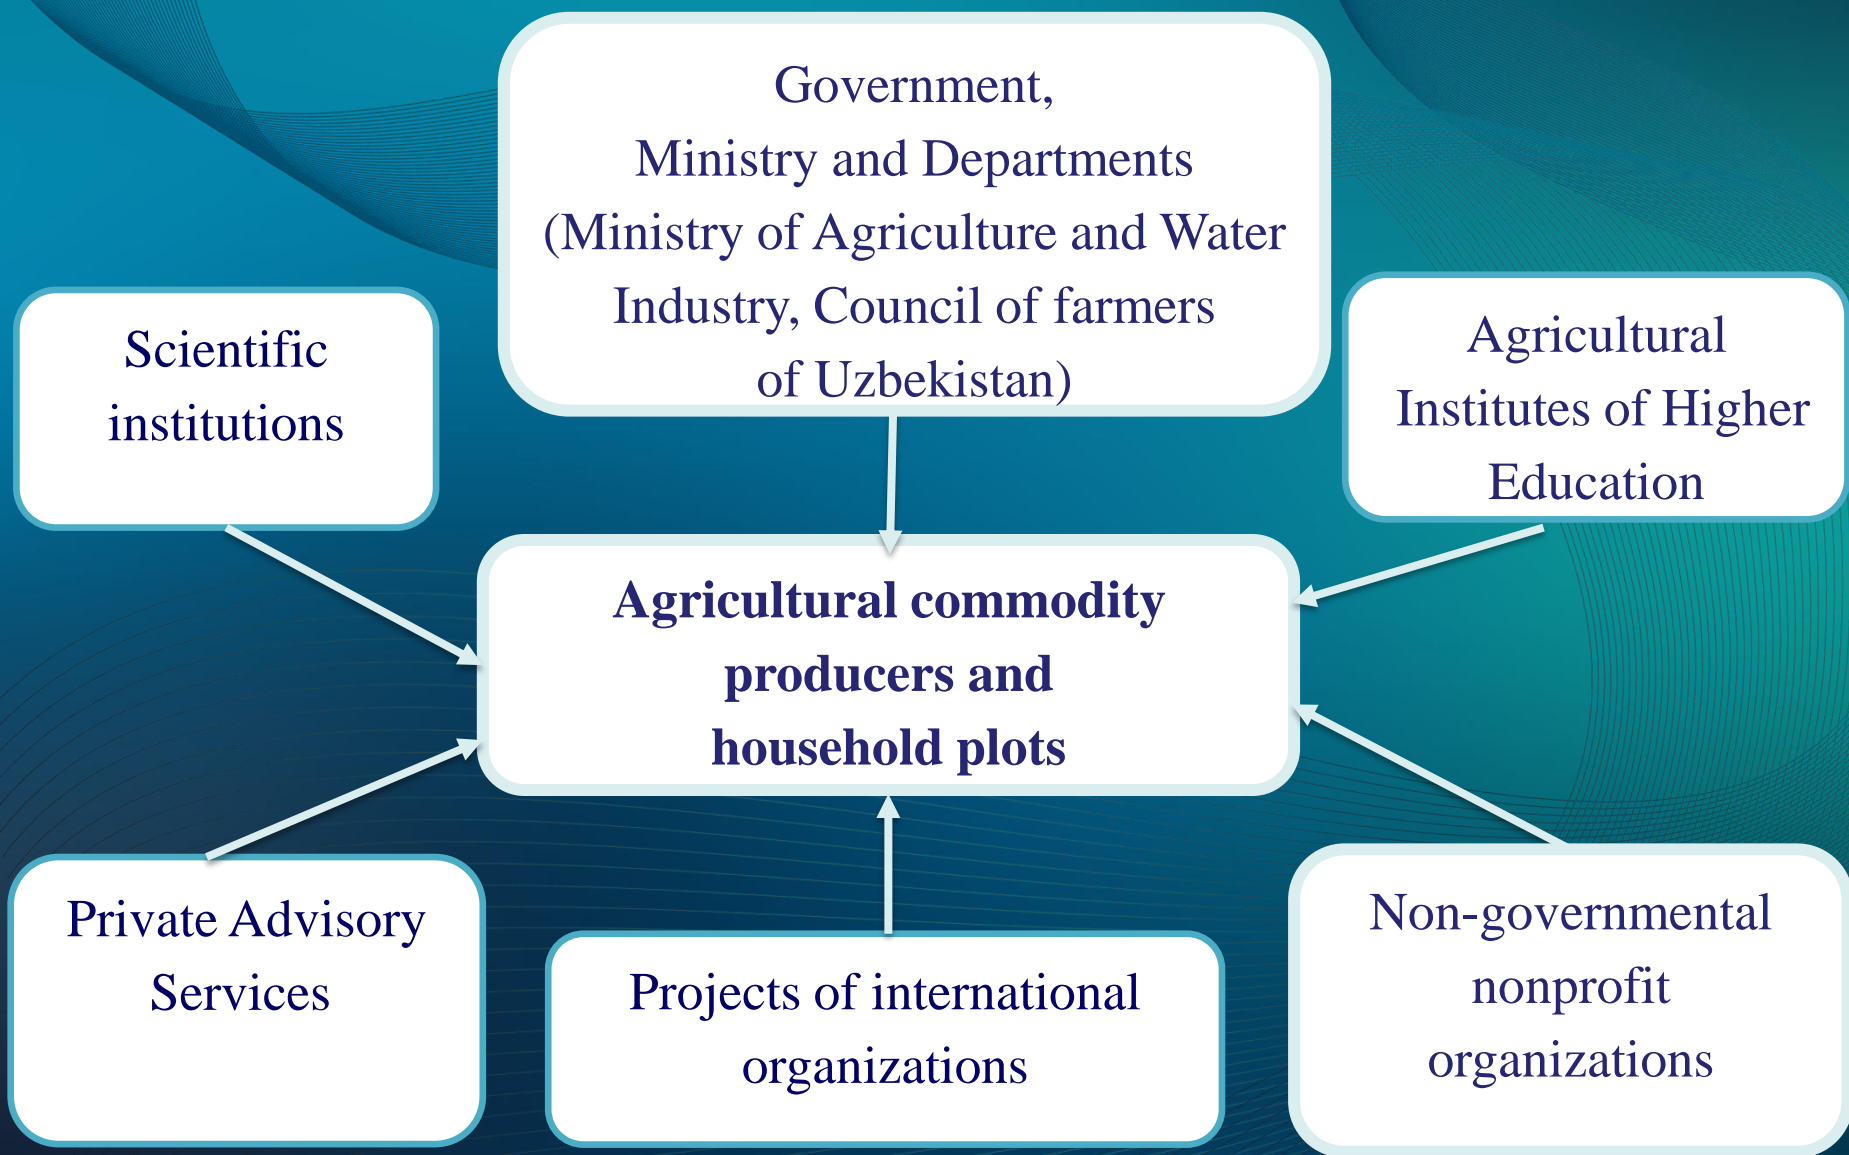 Government,
Ministry and Departments
(Ministry of Agriculture and Water
Industry, Council of farmers
of Uzbekistan)
Scientific
institutions
Agricultural
Institutes of Higher
Education
Agricultural commodity
producers and
household plots
Private Advisory
Services
Projects of international
organizations
Non-governmental
nonprofit
organizations